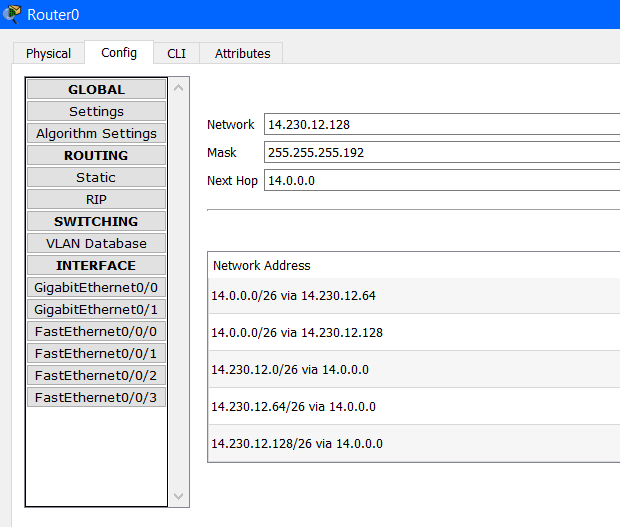 Router0
Physical Config CLI Attributes
GLOBAL
Settings
Algorithm Settings
ROUTING
Static
RIP
SWITCHING
VLAN Database
INTERFACE
GigabitEthernet0/0
GigabitEthernet0/1
FastEthernet0/0/0
FastEthernet0/0/1
FastEthernet0/0/2
FastEthernet0/0/3
Network 14.230.12.128
Mask 255.255.255.192
Next Hop 14.0.0.0
Network Address
14.0.0.0/26 via 14.230.12.64
14.0.0.0/26 via 14.230.12.128
14.230.12.0/26 via 14.0.0.0
14.230.12.64/26 via 14.0.0.0
14.230.12.128/26 via 14.0.0.0